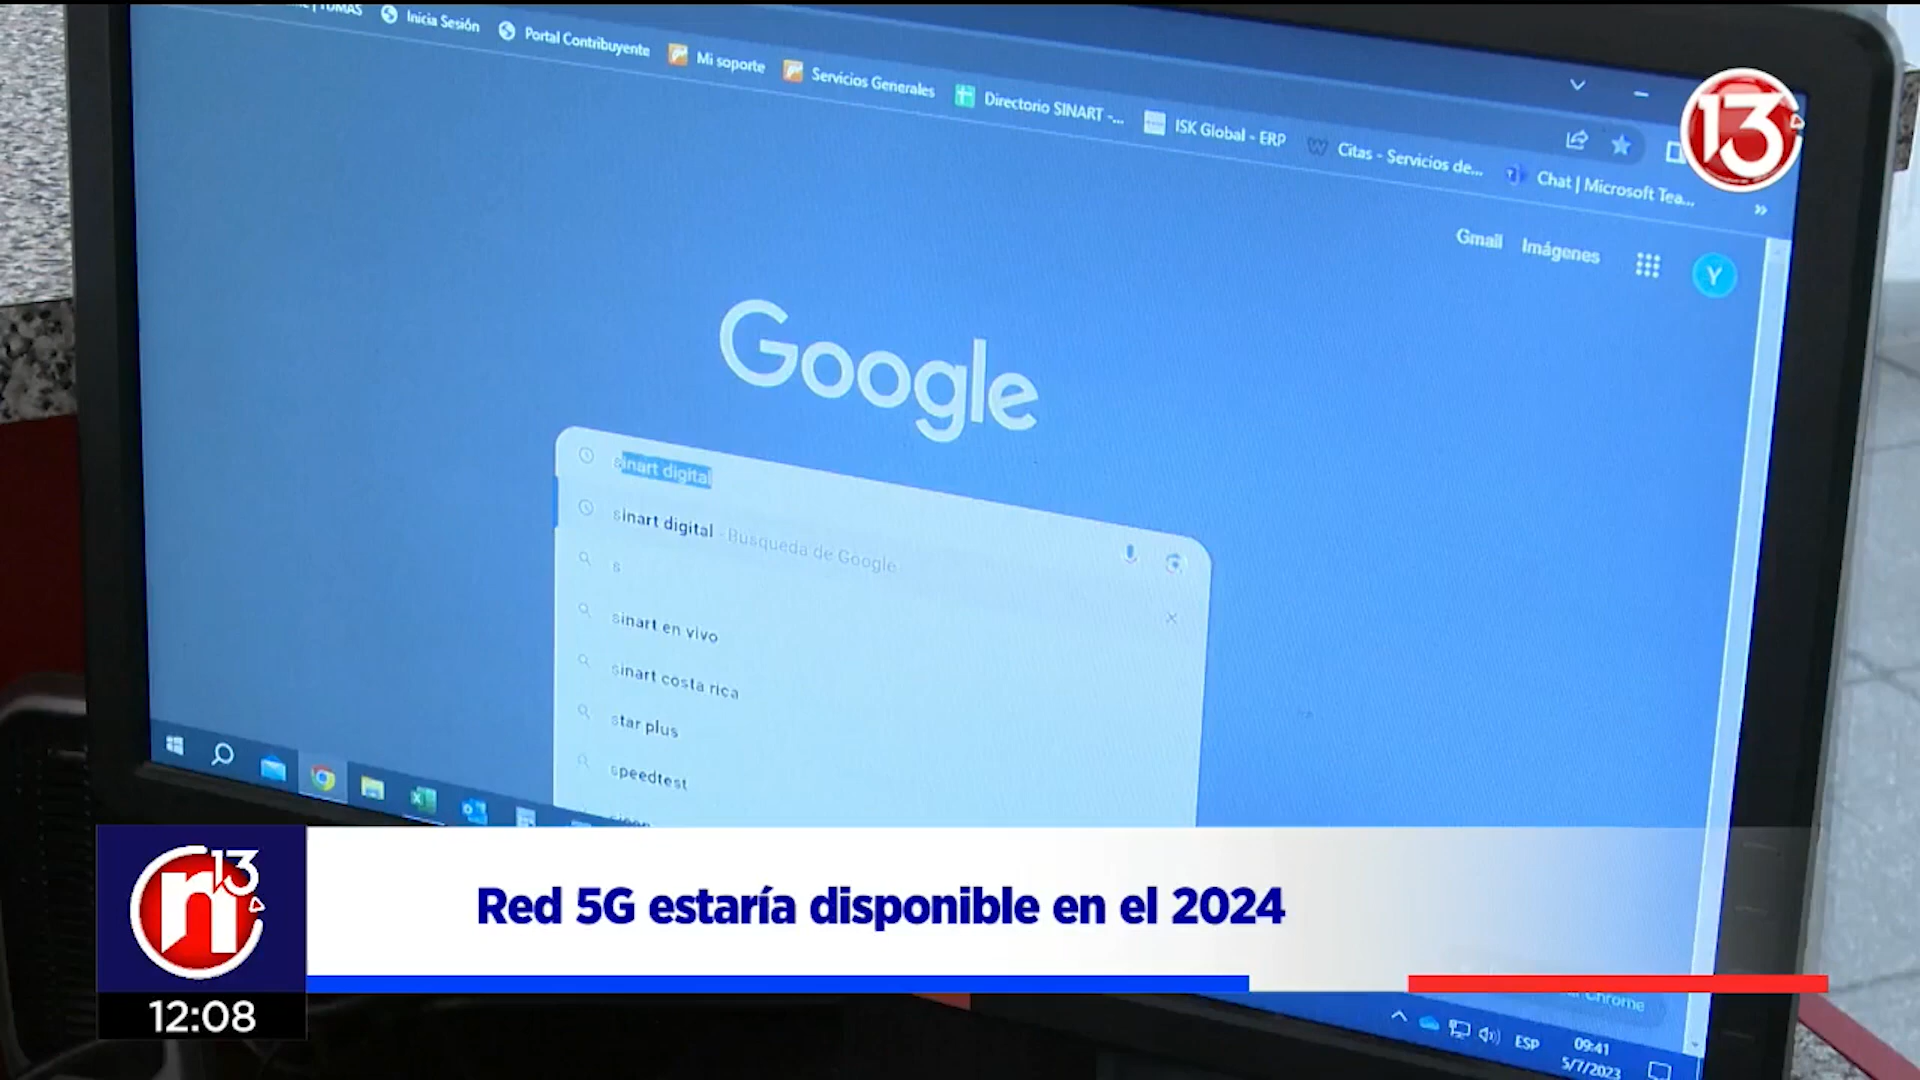 Inicia Sesión
Portal Contribuyente
Mi soporte
Servicios Generales
Directorio SINART -...
ISK Global - ERP
Citas - Servicios de...
Chat | Microsoft Tea...
»
13
Gmail
Imágenes
Y
Google
sinart digital
sinart digital - Búsqueda de Google
s
sinart en vivo
sinart costa rica
star plus
speedtest
n13
Red 5G estaría disponible en el 2024
12:08
Chrome
ESP
09:41
5/7/2023